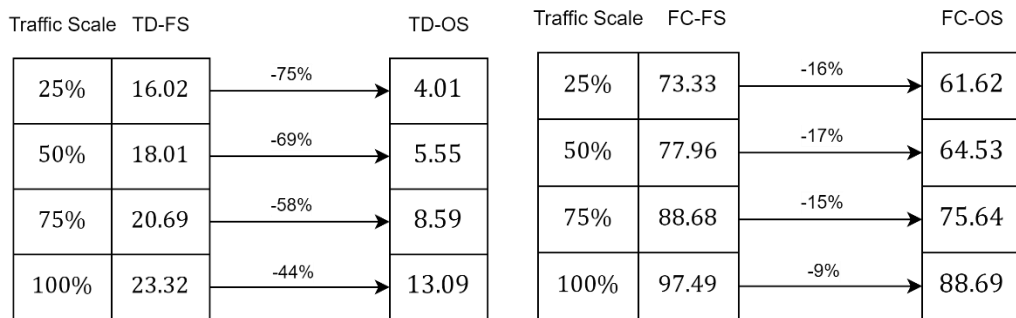 Traffic Scale TD-FS TD-OS
25% 16.02 -75% 4.01
50% 18.01 -69% 5.55
75% 20.69 -58% 8.59
100% 23.32 -44% 13.09
Traffic Scale FC-FS FC-OS
25% 73.33 -16% 61.62
50% 77.96 -17% 64.53
75% 88.68 -15% 75.64
100% 97.49 -9% 88.69